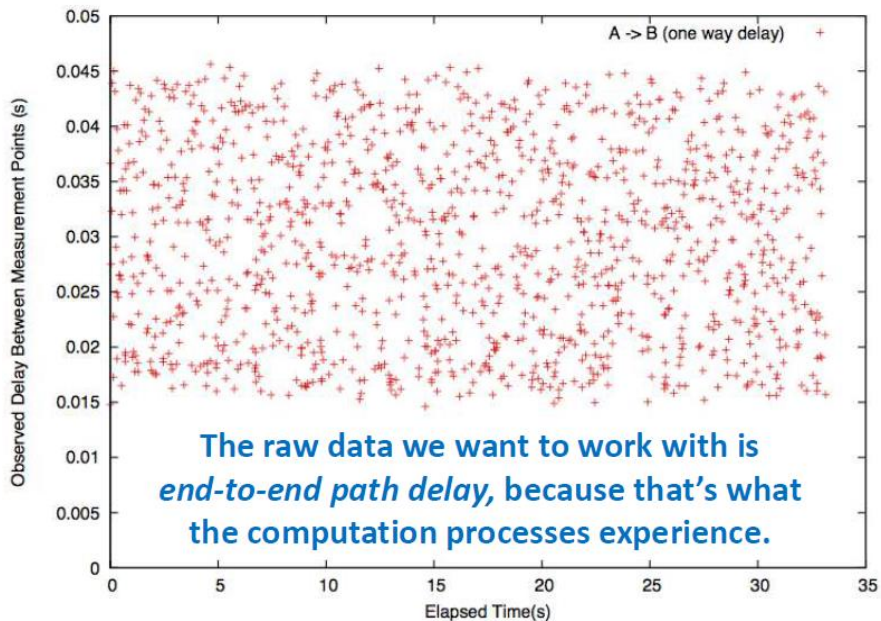 0.05
A -> B (one way delay)
0.045
0.04
0.035
0.03
0.025
0.02
0.015
0.01
0.005
0
Observed Delay Between Measurement Points (s)
The raw data we want to work with is
end-to-end path delay, because that’s what
the computation processes experience.
0 5 10 15 20 25 30 35
Elapsed Time(s)